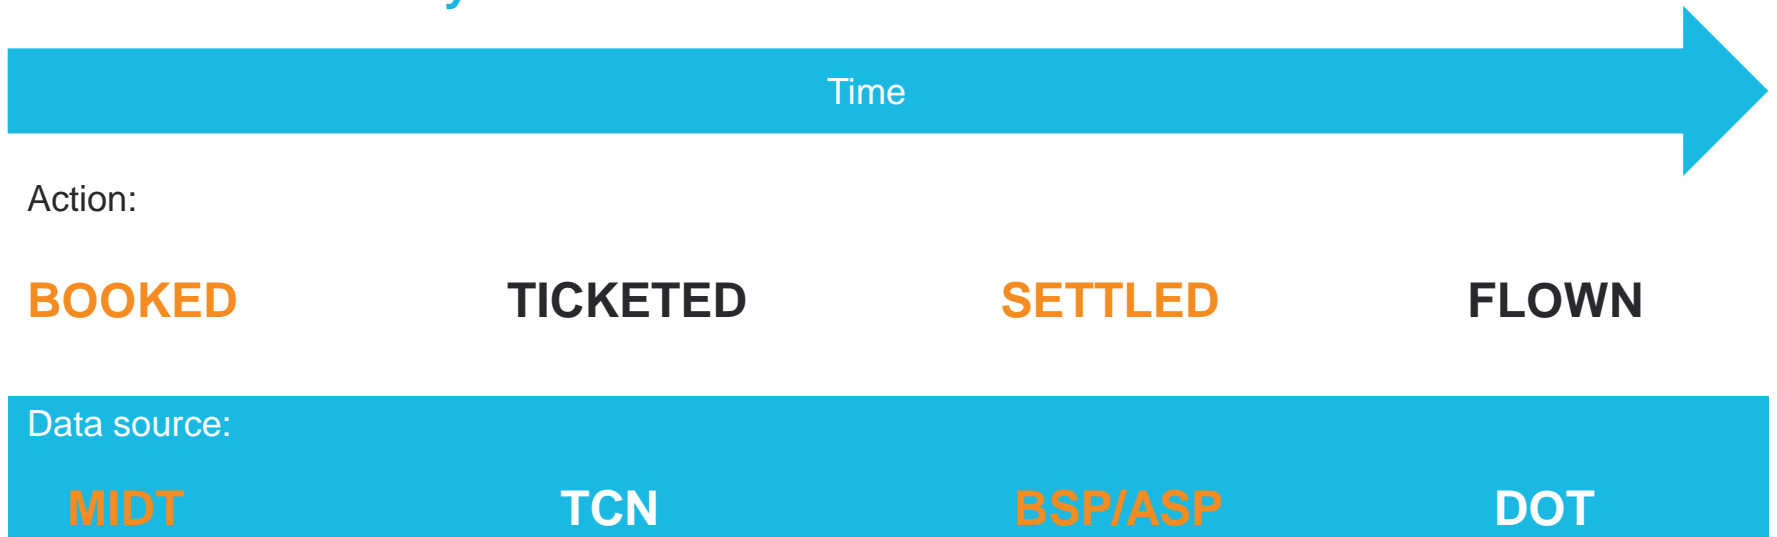 Time
Action:
BOOKED TICKETED SETTLED FLOWN
Data source:
MIDT TCN BSP/ASP DOT